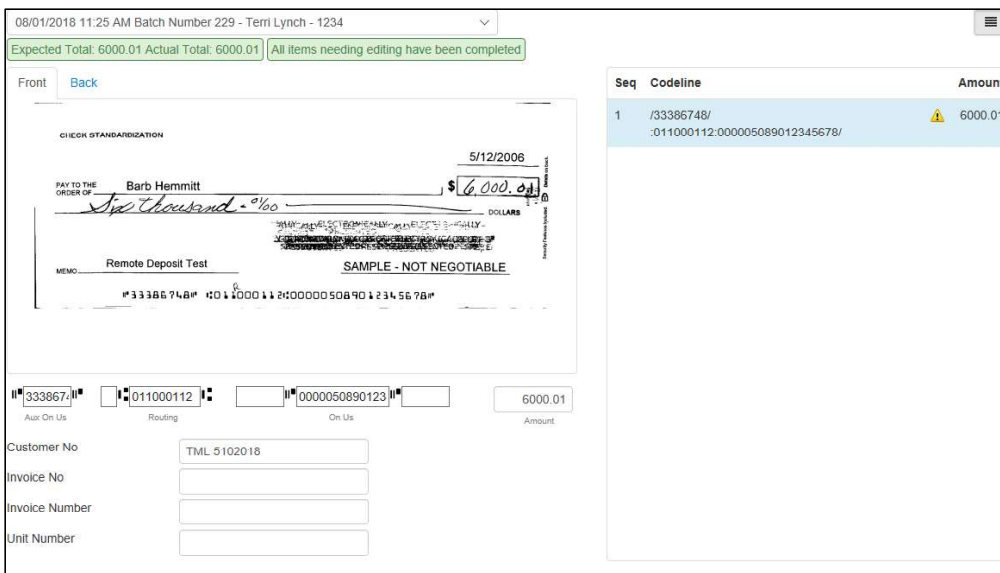 08/01/2018 11:25 AM Batch Number 229 - Terri Lynch - 1234
Expected Total: 6000.01 Actual Total: 6000.01 All items needing editing have been completed
Front Back
CHECK STANDARDIZATION
5/12/2006
PAY TO THE
ORDER OF Barb Hemmitt $ 6,000.01
Six thousand - 01/00 DOLLARS
MEMO Remote Deposit Test SAMPLE - NOT NEGOTIABLE
⑈33386748⑈ ⑆011000112⑆000005089012345678⑈
Seq Codeline Amount
1 /33386748/ 6000.01
:011000112:000005089012345678/
⑈ 3338674 ⑈ ⑆ 011000112 ⑆ ⑈ 0000050890123 ⑈ 6000.01
Aux On Us Routing On Us Amount
Customer No TML 5102018
Invoice No
Invoice Number
Unit Number